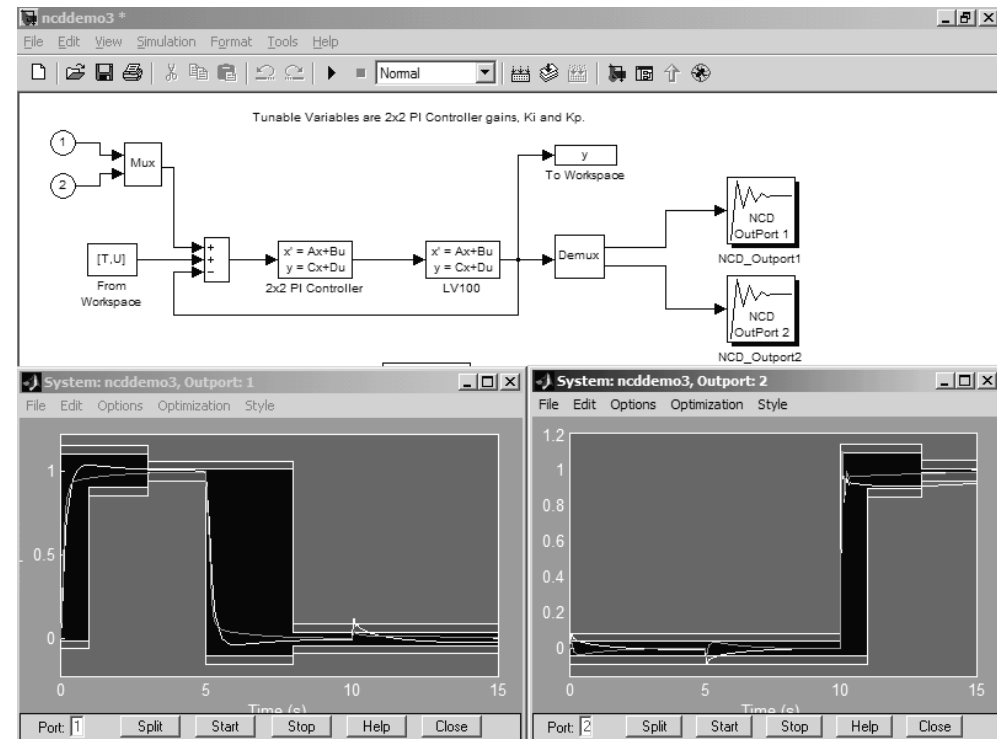 ncddemo3 *
File Edit View Simulation Format Tools Help
Normal
Tunable Variables are 2x2 PI Controller gains, Ki and Kp.
1
2
Mux
y
To Workspace
[T,U]
From
Workspace
+
+
−
x' = Ax+Bu
y = Cx+Du
2x2 PI Controller
x' = Ax+Bu
y = Cx+Du
LV100
Demux
NCD
OutPort 1
NCD_Outport1
NCD
OutPort 2
NCD_Outport2
System: ncddemo3, Outport: 1
File Edit Options Optimization Style
1
0.5
0
0 5 10 15
Time (s)
Port: 1 Split Start Stop Help Close
System: ncddemo3, Outport: 2
File Edit Options Optimization Style
1.2
1
0.8
0.6
0.4
0.2
0
0 5 10 15
Time (s)
Port: 2 Split Start Stop Help Close